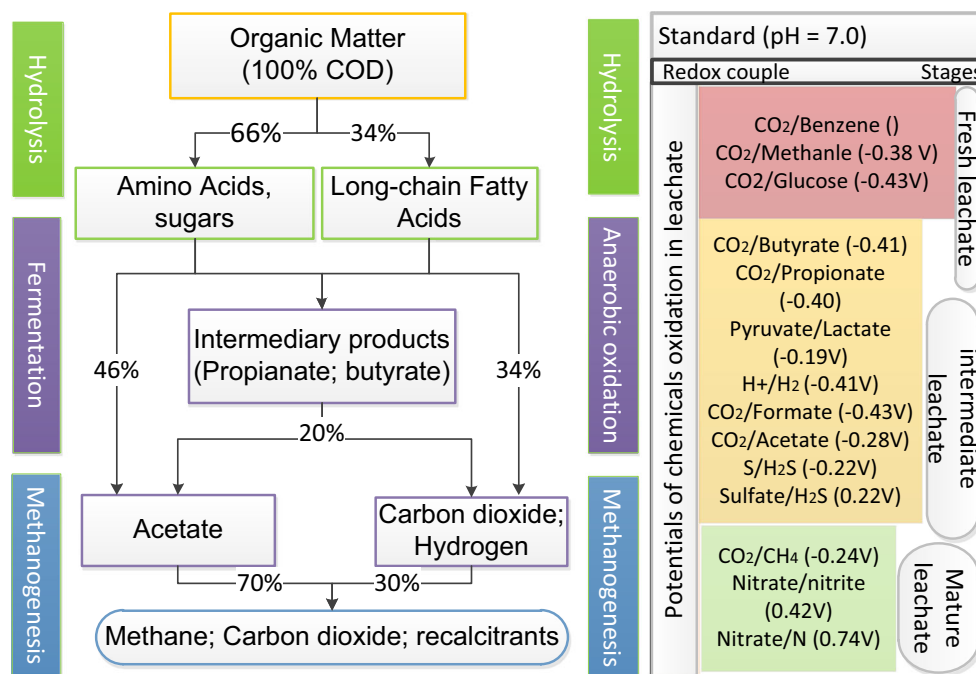 Hydrolysis
Organic Matter
(100% COD)
66%
34%
Amino Acids,
sugars
Long-chain Fatty
Acids
Fermentation
Intermediary products
(Propianate; butyrate)
46%
34%
20%
Methanogenesis
Acetate
Carbon dioxide;
Hydrogen
70%
30%
Methane; Carbon dioxide; recalcitrants
Hydrolysis
Anaerobic oxidation
Methanogenesis
Standard (pH = 7.0)
Redox couple
Stages
Potentials of chemicals oxidation in leachate
CO₂/Benzene ()
CO₂/Methanle (-0.38 V)
CO2/Glucose (-0.43V)
Fresh leachate
CO₂/Butyrate (-0.41)
CO₂/Propionate
(-0.40)
Pyruvate/Lactate
(-0.19V)
H+/H₂ (-0.41V)
CO₂/Formate (-0.43V)
CO₂/Acetate (-0.28V)
S/H₂S (-0.22V)
Sulfate/H₂S (0.22V)
intermediate
leachate
CO₂/CH₄ (-0.24V)
Nitrate/nitrite
(0.42V)
Nitrate/N (0.74V)
Mature
leachate